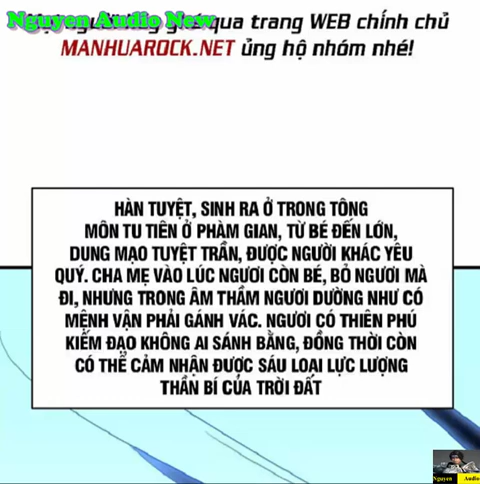 Nguyen Audio New
qua trang WEB chính chủ
MANHUAROCK.NET ủng hộ nhóm nhé!
HÀN TUYỆT, SINH RA Ở TRONG TÔNG
MÔN TU TIÊN Ở PHÀM GIAN, TỪ BÉ ĐẾN LỚN,
DUNG MẠO TUYỆT TRẦN, ĐƯỢC NGƯỜI KHÁC YÊU
QUÝ. CHA MẸ VÀO LÚC NGƯƠI CÒN BÉ, BỎ NGƯƠI MÀ
ĐI, NHƯNG TRONG ÂM THẦM NGƯƠI DƯỜNG NHƯ CÓ
MỆNH VẬN PHẢI GÁNH VÁC. NGƯƠI CÓ THIÊN PHÚ
KIẾM ĐẠO KHÔNG AI SÁNH BẰNG, ĐỒNG THỜI CÒN
CÓ THỂ CẢM NHẬN ĐƯỢC SÁU LOẠI LỰC LƯỢNG
THẦN BÍ CỦA TRỜI ĐẤT
Nguyen Audio